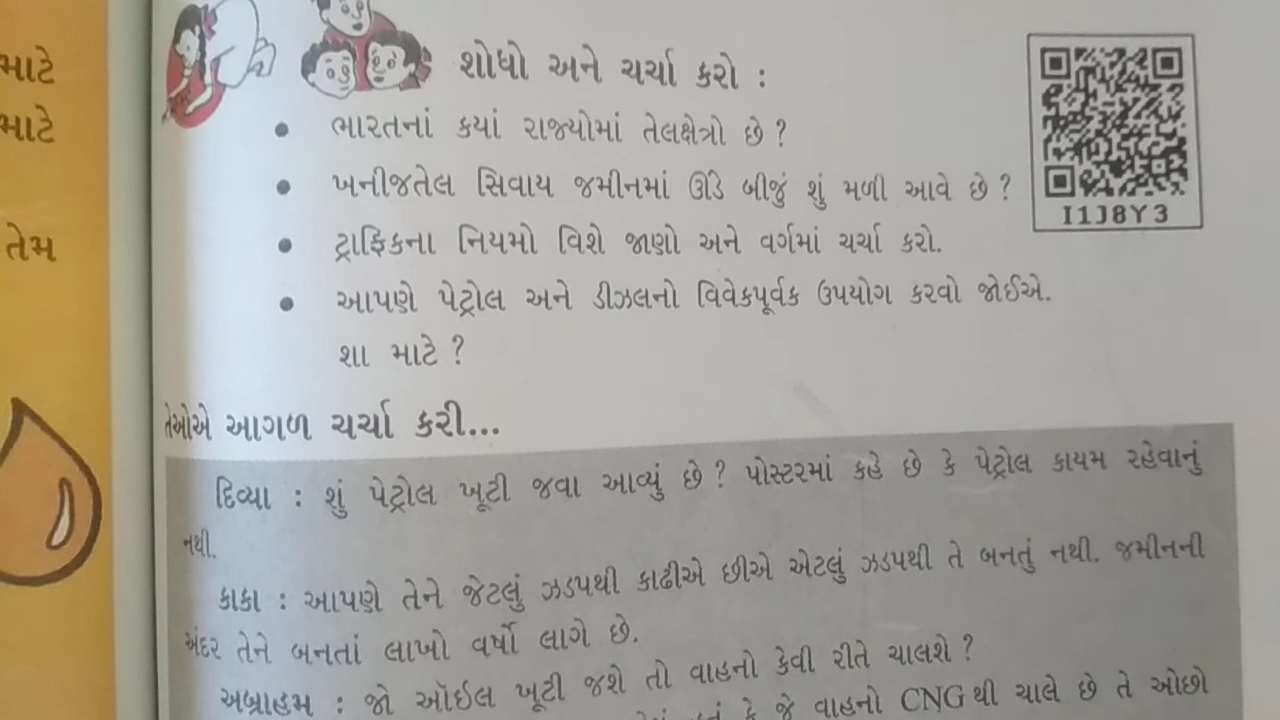 માટે
માટે
તેમ
શોધો અને ચર્ચા કરો :
I1J8Y3
• ભારતનાં કયાં રાજ્યોમાં તેલક્ષેત્રો છે ?
• ખનીજતેલ સિવાય જમીનમાં ઊંડે બીજું શું મળી આવે છે ?
• ટ્રાફિકના નિયમો વિશે જાણો અને વર્ગમાં ચર્ચા કરો.
• આપણે પેટ્રોલ અને ડીઝલનો વિવેકપૂર્વક ઉપયોગ કરવો જોઈએ.
શા માટે ?
તેઓએ આગળ ચર્ચા કરી...
દિવ્યા : શું પેટ્રોલ ખૂટી જવા આવ્યું છે ? પોસ્ટરમાં કહે છે કે પેટ્રોલ કાયમ રહેવાનું
નથી.
કાકા : આપણે તેને જેટલું ઝડપથી કાઢીએ છીએ એટલું ઝડપથી તે બનતું નથી. જમીનની
અંદર તેને બનતાં લાખો વર્ષો લાગે છે.
અબ્રાહમ : જો ઑઇલ ખૂટી જશે તો વાહનો કેવી રીતે ચાલશે ?
કે જે વાહનો CNG થી ચાલે છે તે ઓછો